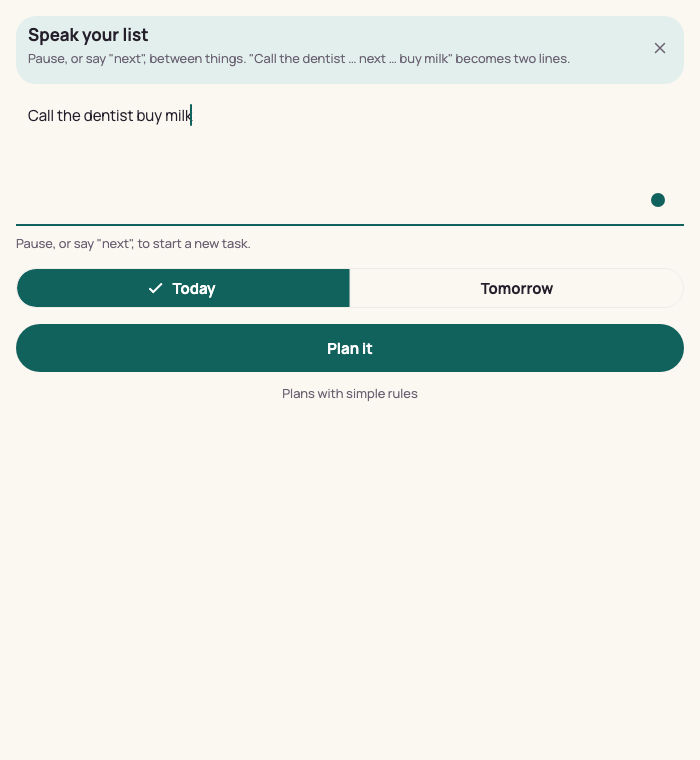 Speak your list
Pause, or say "next", between things. "Call the dentist … next … buy milk" becomes two lines.
Call the dentist buy milk
Pause, or say "next", to start a new task.
Today
Tomorrow
Plan it
Plans with simple rules